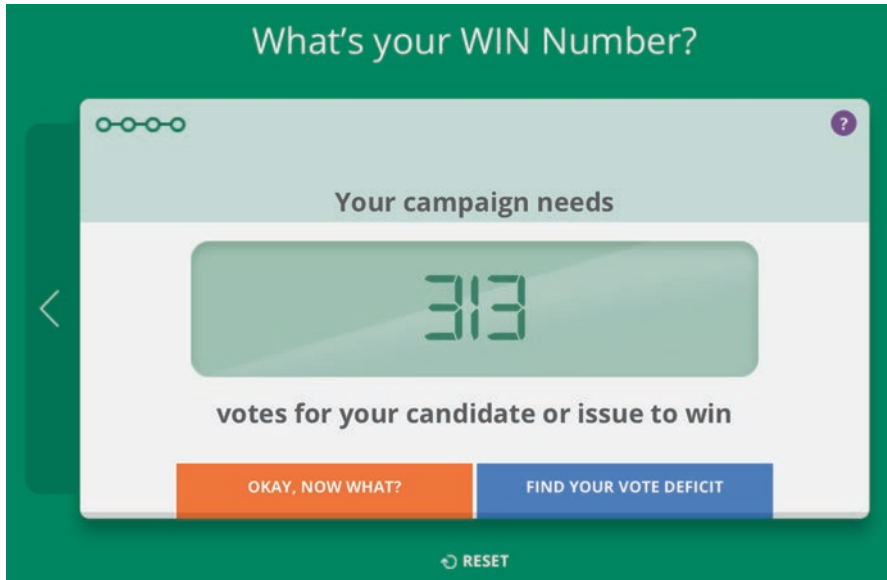 What's your WIN Number?
?
Your campaign needs
313
votes for your candidate or issue to win
OKAY, NOW WHAT?
FIND YOUR VOTE DEFICIT
RESET